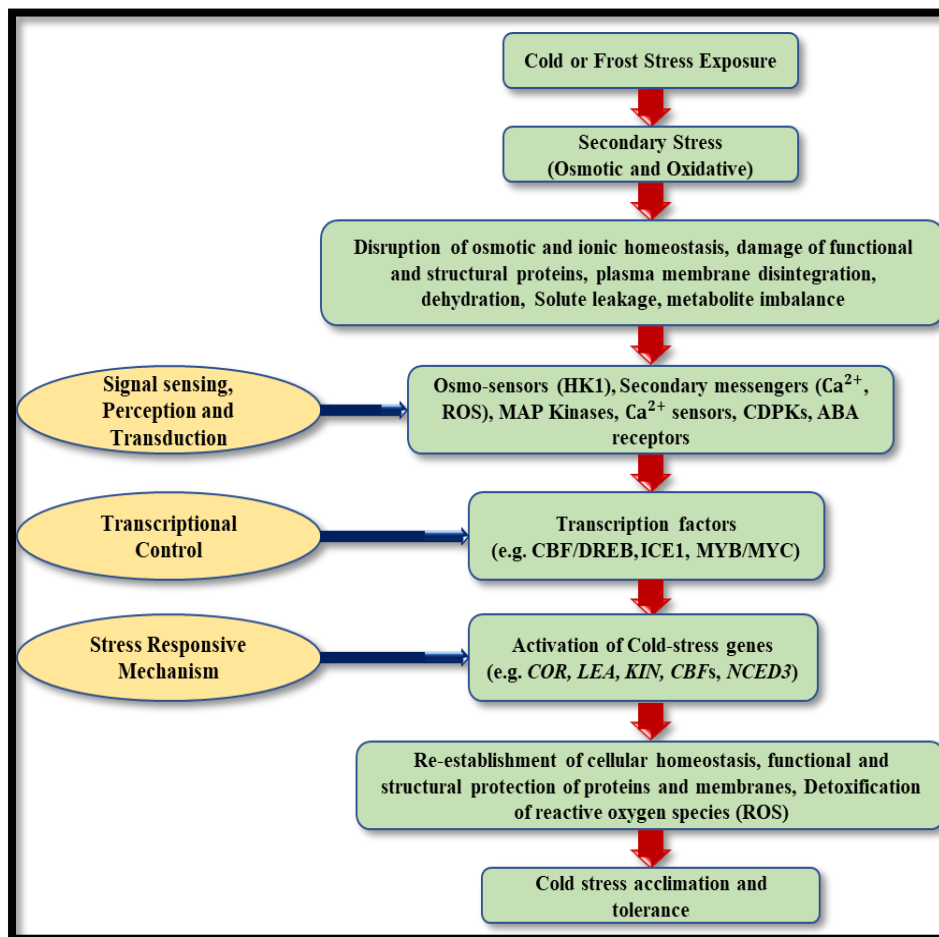 Cold or Frost Stress Exposure
Secondary Stress
(Osmotic and Oxidative)
Disruption of osmotic and ionic homeostasis, damage of functional
and structural proteins, plasma membrane disintegration,
dehydration, Solute leakage, metabolite imbalance
Signal sensing,
Perception and
Transduction
Osmo-sensors (HK1), Secondary messengers (Ca²⁺,
ROS), MAP Kinases, Ca²⁺ sensors, CDPKs, ABA
receptors
Transcriptional
Control
Transcription factors
(e.g. CBF/DREB, ICE1, MYB/MYC)
Stress Responsive
Mechanism
Activation of Cold-stress genes
(e.g. COR, LEA, KIN, CBFs, NCED3)
Re-establishment of cellular homestasis, functional and
structural protection of proteins and membranes, Detoxification
of reactive oxygen species (ROS)
Cold stress acclimation and
tolerance